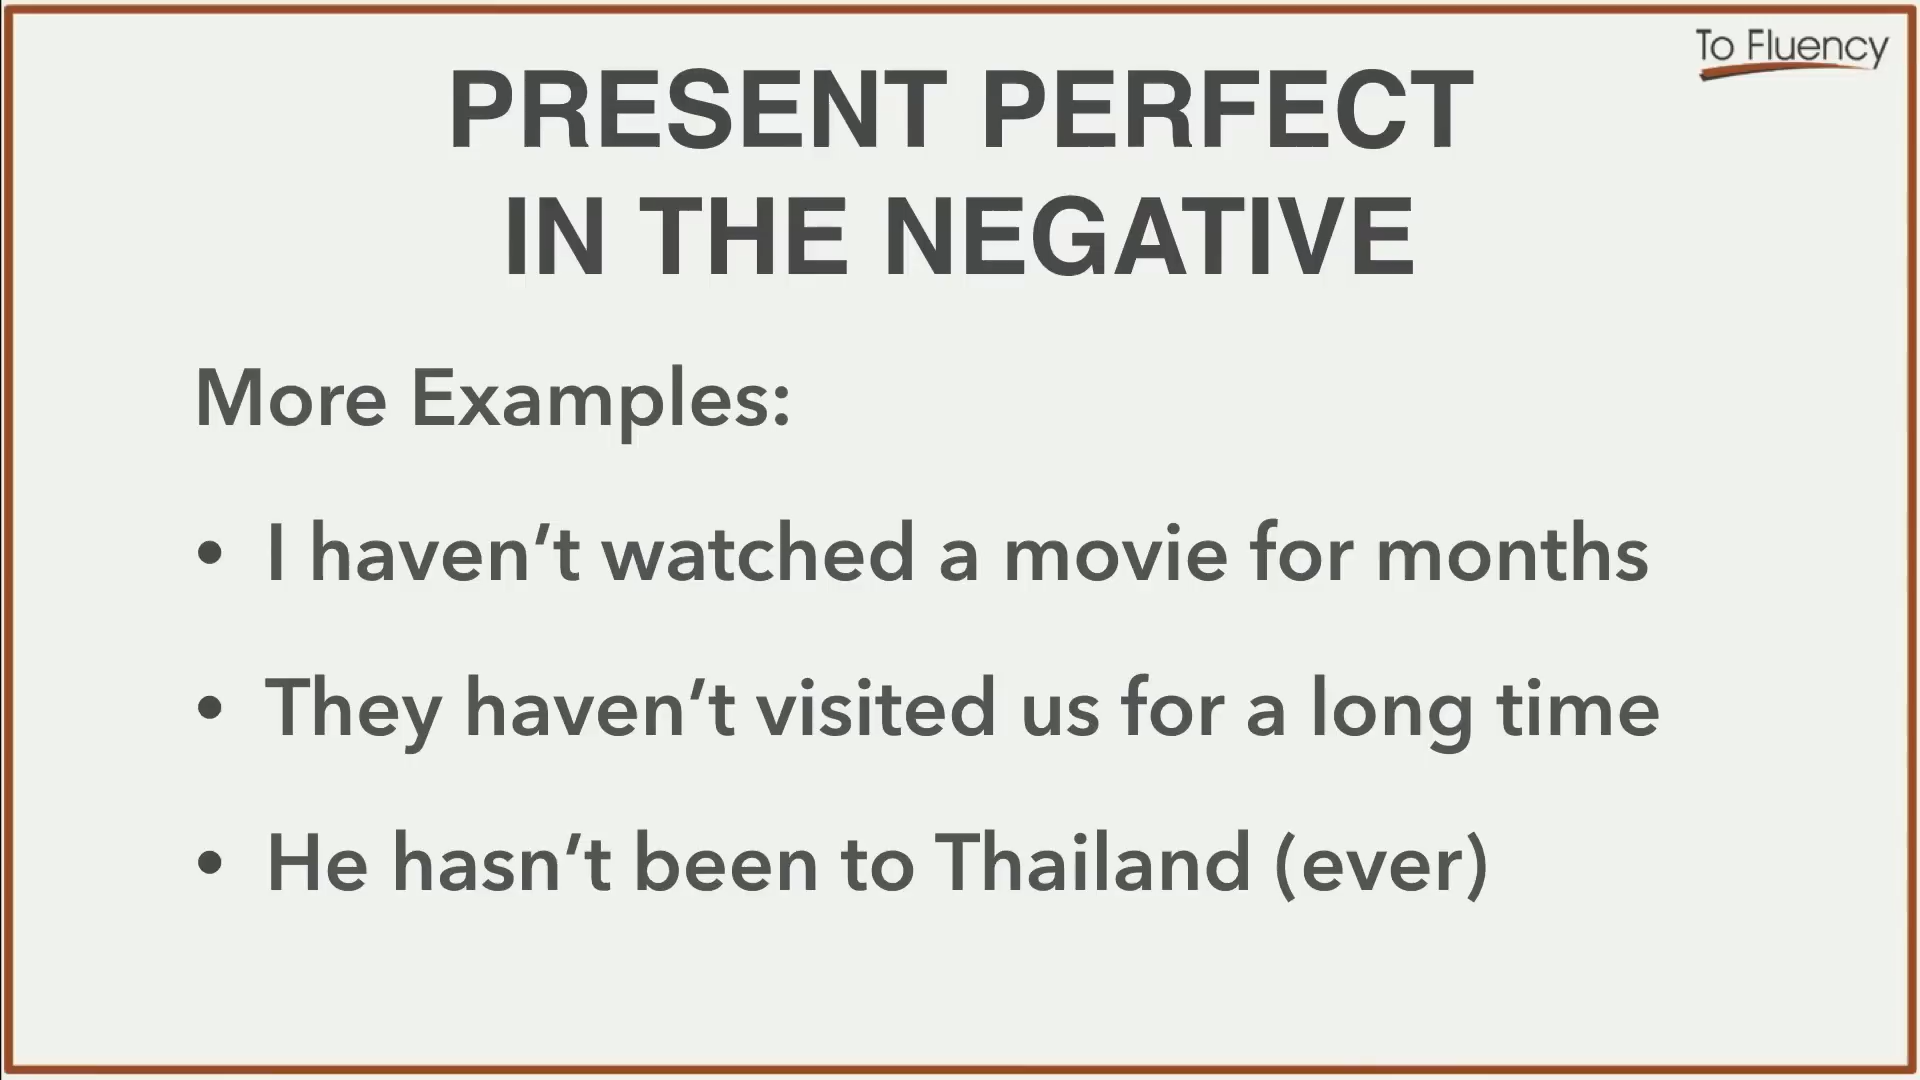 To Fluency
PRESENT PERFECT
IN THE NEGATIVE
More Examples:
• I haven’t watched a movie for months
• They haven’t visited us for a long time
• He hasn’t been to Thailand (ever)